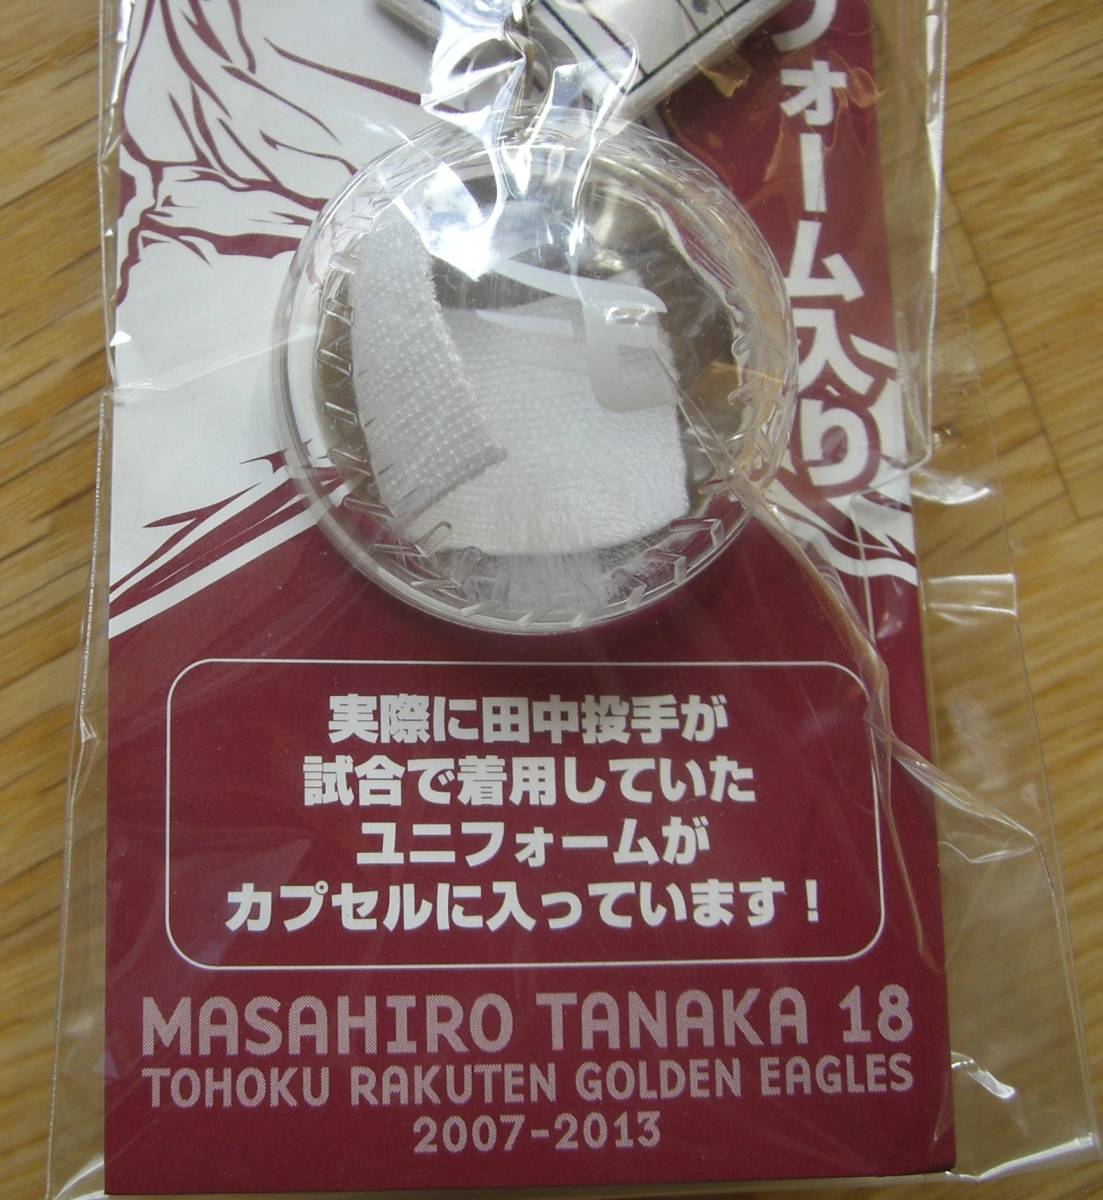 フォーム入り
実際に田中投手が
試合で着用していた
ユニフォームが
カプセルに入っています！
MASAHIRO TANAKA 18
TOHOKU RAKUTEN GOLDEN EAGLES
2007-2013